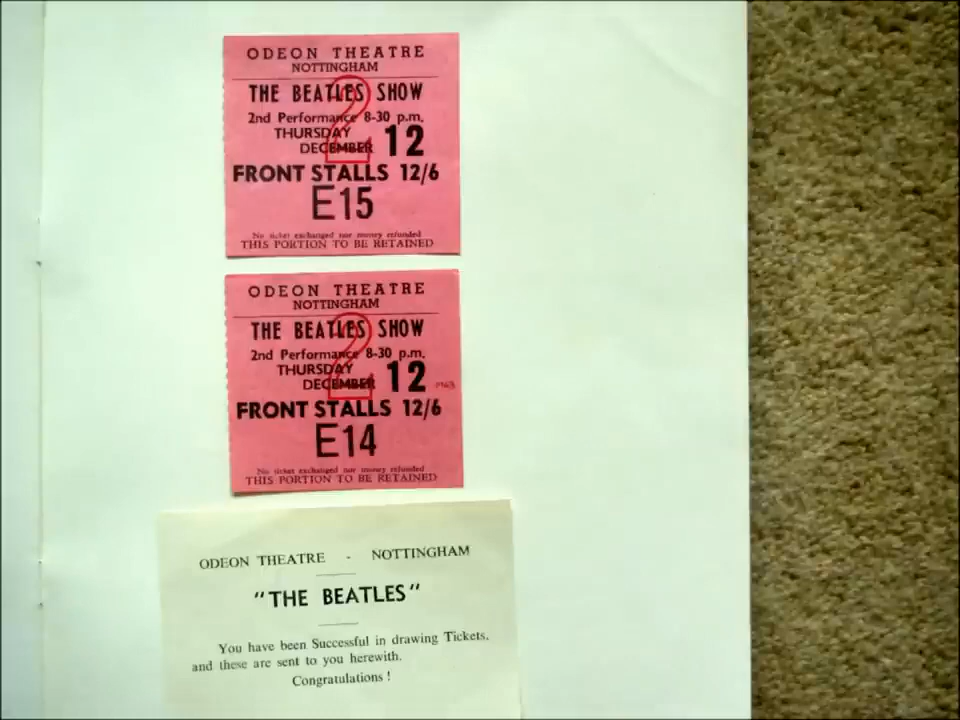 ODEON THEATRE
NOTTINGHAM
THE BEATLES SHOW
2nd Performance 8-30 p.m.
THURSDAY
DECEMBER 12
2
FRONT STALLS 12/6
E15
No ticket exchanged nor money refunded
THIS PORTION TO BE RETAINED
ODEON THEATRE
NOTTINGHAM
THE BEATLES SHOW
2nd Performance 8-30 p.m.
THURSDAY
DECEMBER 12
2
FRONT STALLS 12/6
E14
No ticket exchanged nor money refunded
THIS PORTION TO BE RETAINED
ODEON THEATRE - NOTTINGHAM
"THE BEATLES"
You have been Successful in drawing Tickets,
and these are sent to you herewith.
Congratulations !